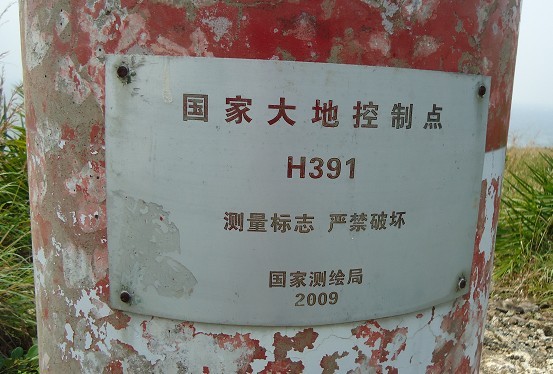 国家大地控制点
H391
测量标志 严禁破坏
国家测绘局
2009